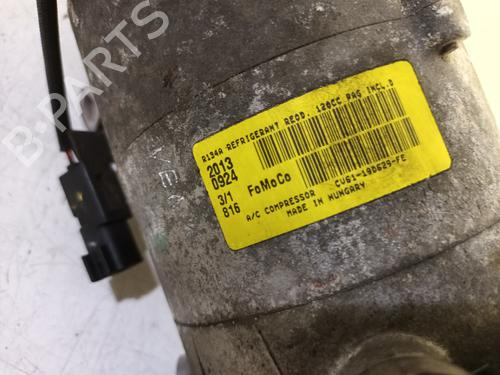 R134A REFRIGERANT REQD. 120CC PAG INCL.
2013
0924
3/1
816
FoMoCo
A/C COMPRESSOR CV61-19D629-FE
MADE IN HUNGARY
B-PARTS